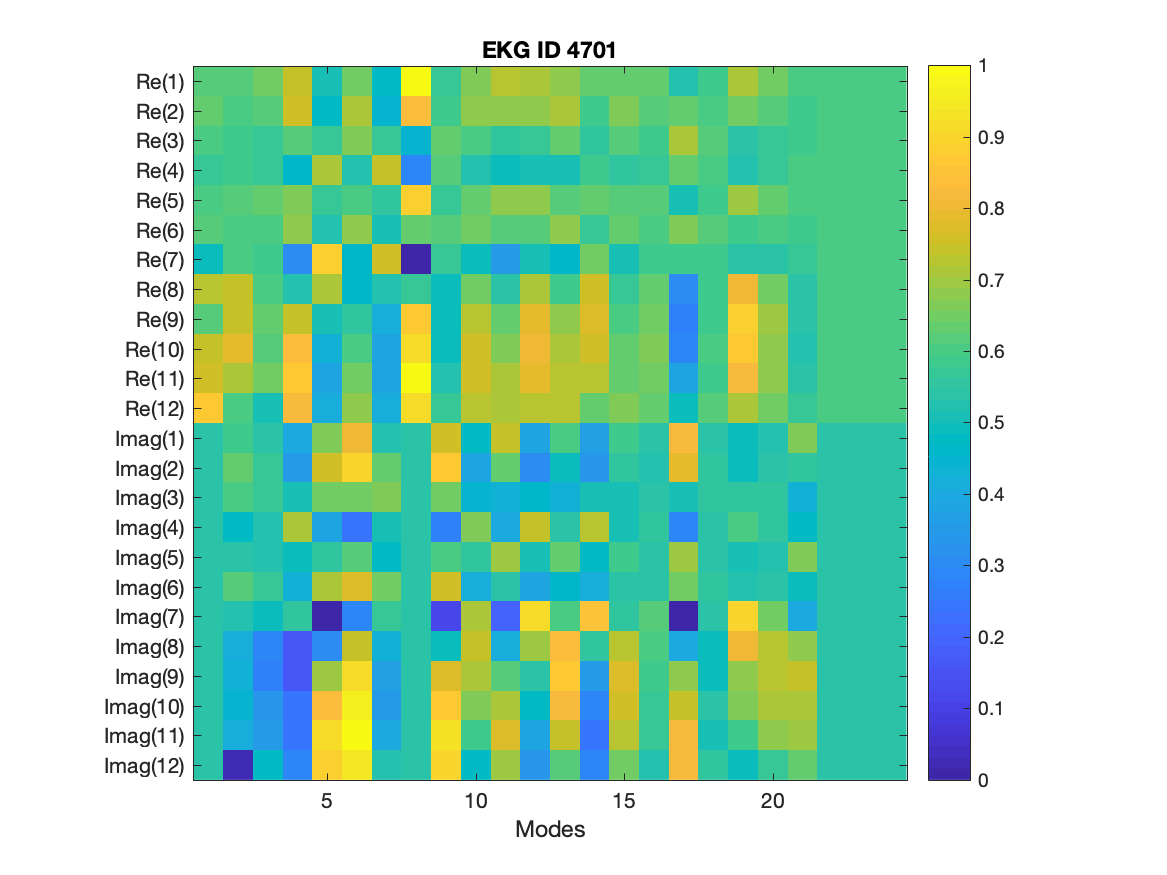 EKG ID 4701
Re(1)
Re(2)
Re(3)
Re(4)
Re(5)
Re(6)
Re(7)
Re(8)
Re(9)
Re(10)
Re(11)
Re(12)
Imag(1)
Imag(2)
Imag(3)
Imag(4)
Imag(5)
Imag(6)
Imag(7)
Imag(8)
Imag(9)
Imag(10)
Imag(11)
Imag(12)
5 10 15 20
Modes
1
0.9
0.8
0.7
0.6
0.5
0.4
0.3
0.2
0.1
0